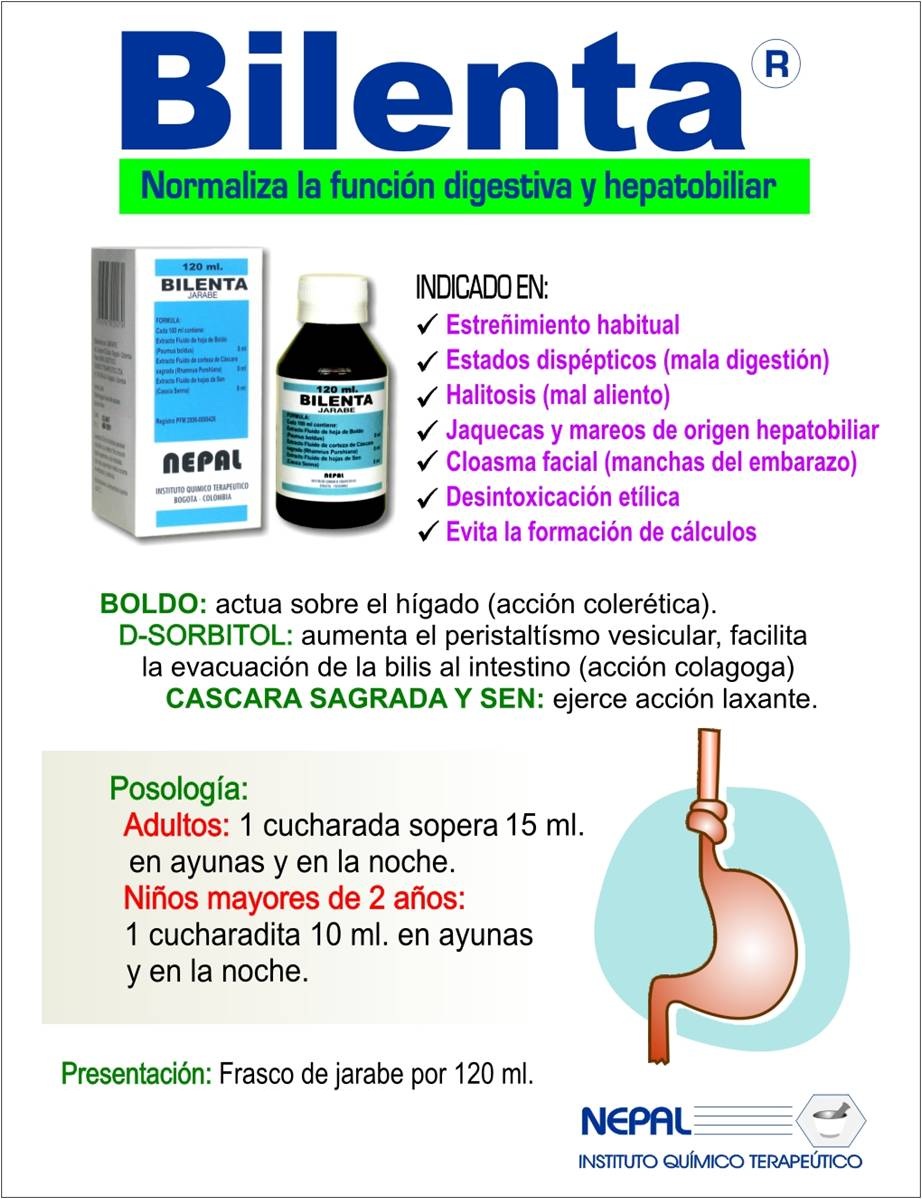 Bilenta®
Normaliza la función digestiva y hepatobiliar
120 ml.
BILENTA
JARABE
FORMULA:
Cada 100 ml contiene:
Extracto Fluido de hoja de Boldo
(Peumus boldus) 8 ml
Extracto Fluido de corteza de Cáscara
sagrada (Rhamnus Purshiana) 8 ml
Extracto Fluido de hojas de Sen
(Cassia Senna) 8 ml
NEPAL
INSTITUTO QUIMICO TERAPEUTICO
BOGOTA - COLOMBIA
120 ml.
BILENTA
JARABE
FORMULA:
Cada 100 ml contiene:
Extracto Fluido de hoja de Boldo
(Peumus boldus)
Extracto Fluido de corteza de Cáscara
sagrada (Rhamnus Purshiana)
Extracto Fluido de hojas de Sen
(Cassia Senna)
NEPAL
INDICADO EN:
✓ Estreñimiento habitual
✓ Estados dispépticos (mala digestión)
✓ Halitosis (mal aliento)
✓ Jaquecas y mareos de origen hepatobiliar
✓ Cloasma facial (manchas del embarazo)
✓ Desintoxicación etílica
✓ Evita la formación de cálculos
BOLDO: actua sobre el hígado (acción colerética).
D-SORBITOL: aumenta el peristaltísmo vesicular, facilita
la evacuación de la bilis al intestino (acción colagoga)
CASCARA SAGRADA Y SEN: ejerce acción laxante.
Posología:
Adultos: 1 cucharada sopera 15 ml.
en ayunas y en la noche.
Niños mayores de 2 años:
1 cucharadita 10 ml. en ayunas
y en la noche.
Presentación: Frasco de jarabe por 120 ml.
NEPAL
INSTITUTO QUÍMICO TERAPEÚTICO